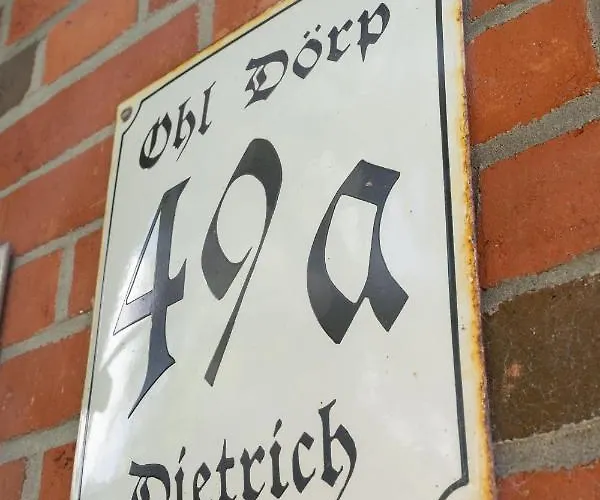 Ohl Dörp
49a
Dietrich